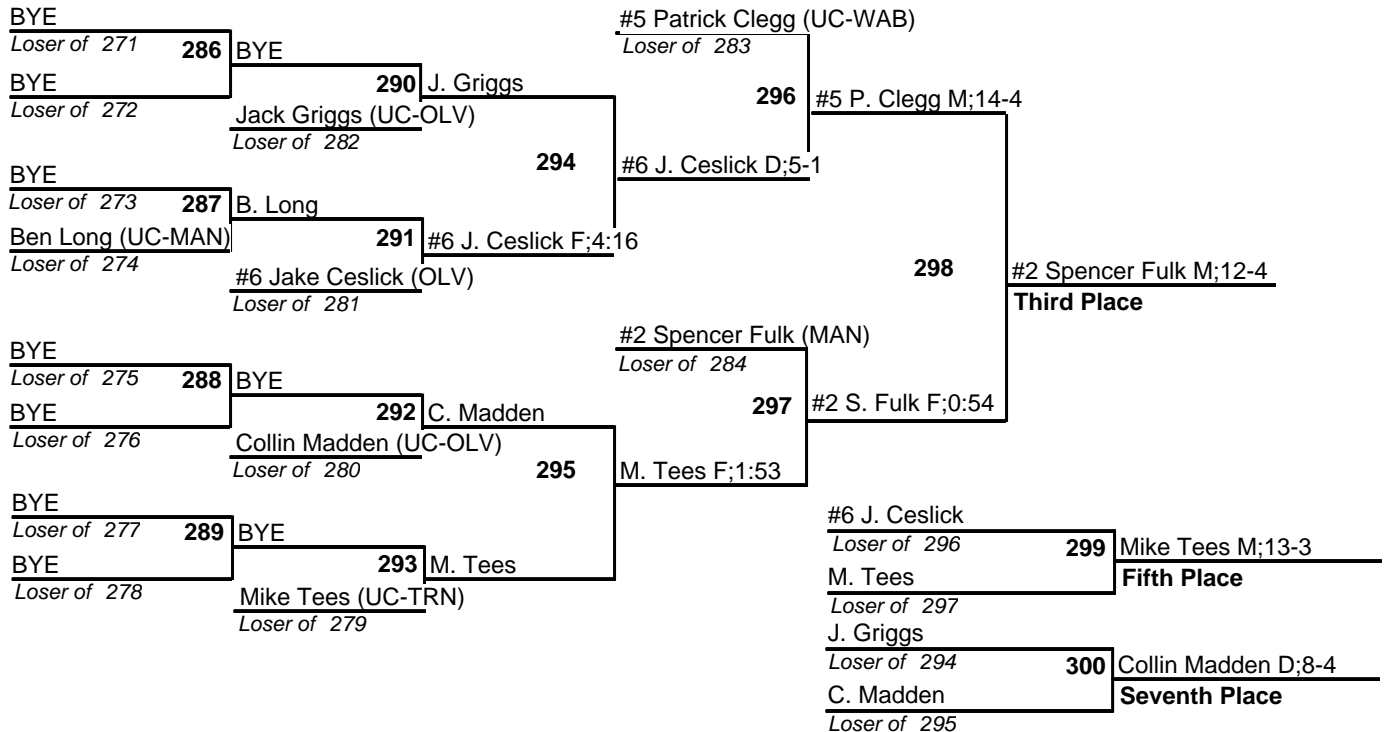 BYE
Loser of 271
286
BYE
BYE
Loser of 272
290
J. Griggs
Jack Griggs (UC-OLV)
Loser of 282
BYE
Loser of 273
287
B. Long
Ben Long (UC-MAN)
Loser of 274
291
#6 J. Ceslick F;4:16
#6 Jake Ceslick (OLV)
Loser of 281
294
#6 J. Ceslick D;5-1
#5 Patrick Clegg (UC-WAB)
Loser of 283
296
#5 P. Clegg M;14-4
BYE
Loser of 275
288
BYE
BYE
Loser of 276
292
C. Madden
Collin Madden (UC-OLV)
Loser of 280
BYE
Loser of 277
289
BYE
BYE
Loser of 278
293
M. Tees
Mike Tees (UC-TRN)
Loser of 279
295
M. Tees F;1:53
#2 Spencer Fulk (MAN)
Loser of 284
297
#2 S. Fulk F;0:54
298
#2 Spencer Fulk M;12-4
Third Place
#6 J. Ceslick
Loser of 296
299
Mike Tees M;13-3
M. Tees
Fifth Place
Loser of 297
J. Griggs
Loser of 294
300
Collin Madden D;8-4
C. Madden
Seventh Place
Loser of 295